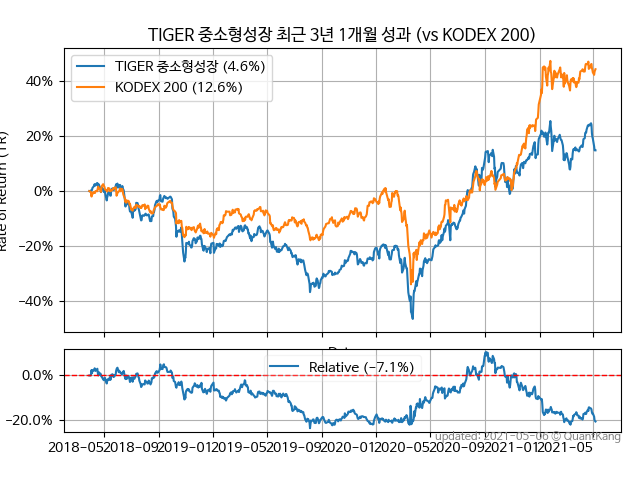 TIGER 중소형성장 최근 3년 1개월 성과 (vs KODEX 200)
TIGER 중소형성장 (4.6%)
KODEX 200 (12.6%)
40%
20%
0%
−20%
−40%
Rate of Return (TR)
Relative (−7.1%)
0.0%
−20.0%
updated: 2021-05-06 © QuantKang
2018-05 2018-09 2019-01 2019-05 2019-09 2020-01 2020-05 2020-09 2021-01 2021-05